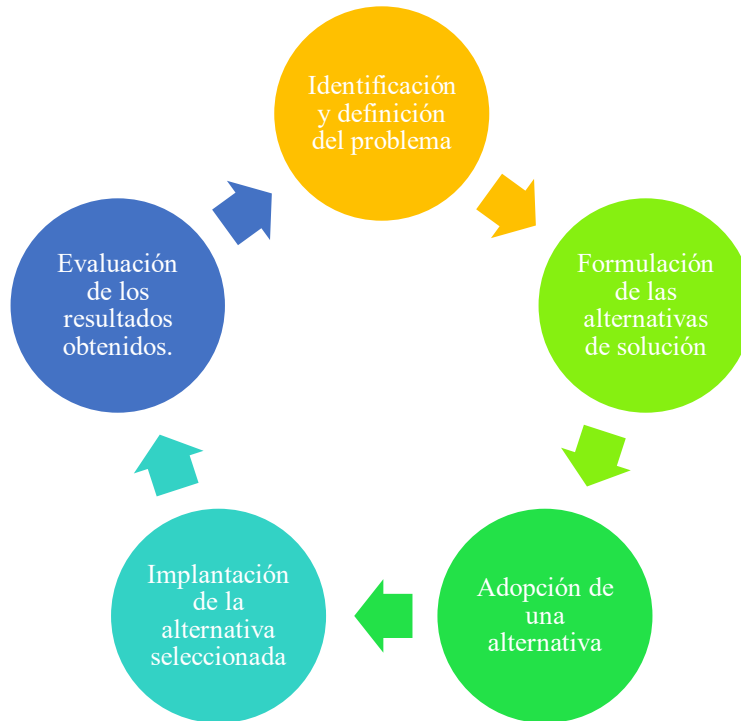 Identificación
y definición
del problema
Formulación
de las
alternativas
de solución
Adopción de
una
alternativa
Implantación
de la
alternativa
seleccionada
Evaluación
de los
resultados
obtenidos.